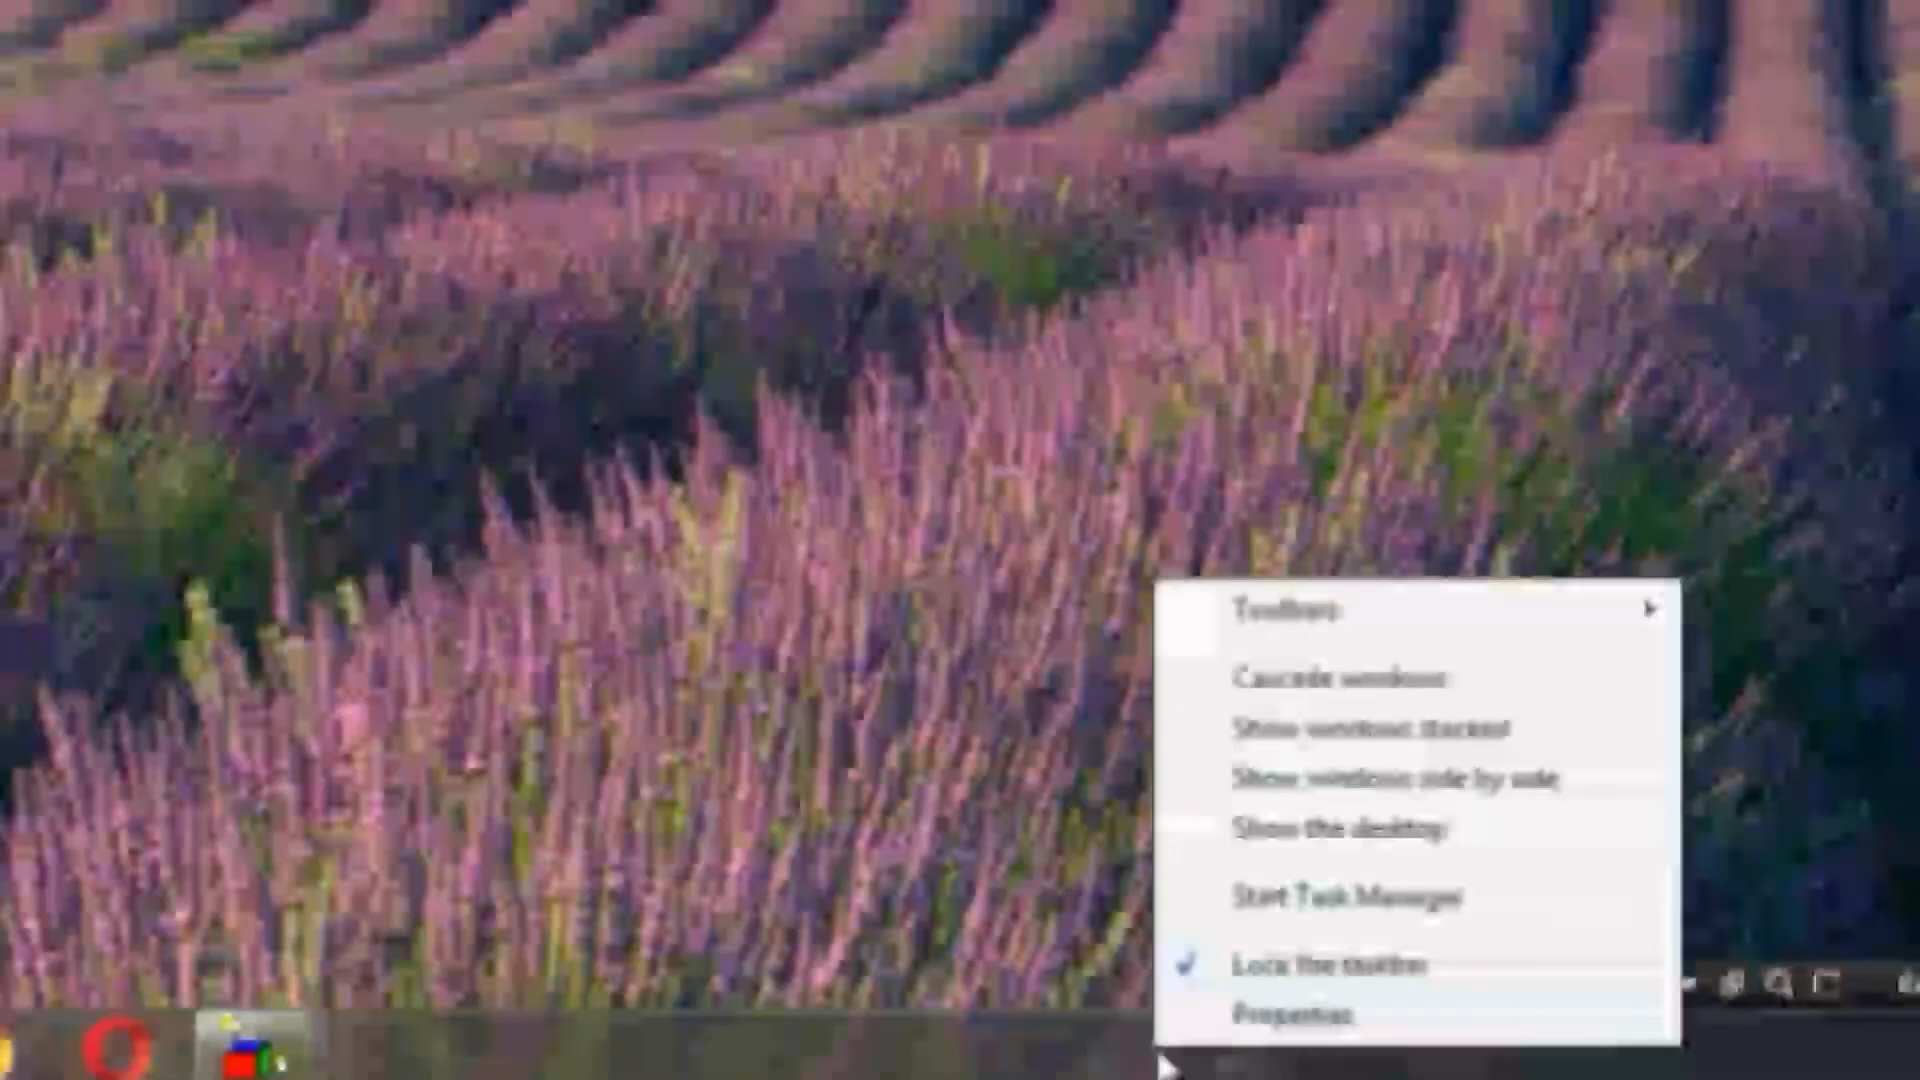 Toolbars
Cascade windows
Show windows stacked
Show windows side by side
Show the desktop
Start Task Manager
Lock the taskbar
Properties